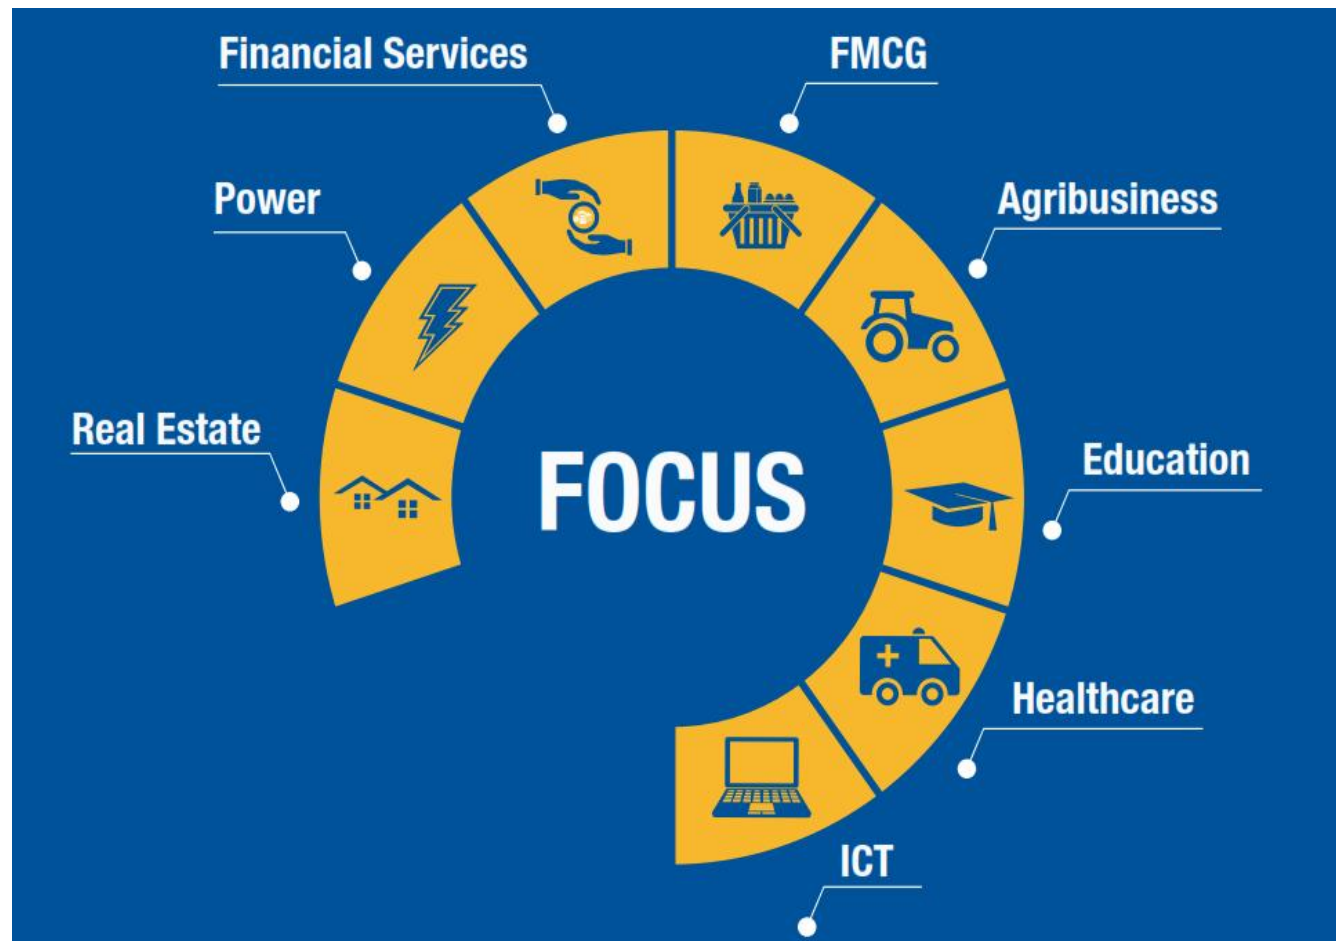 Financial Services
FMCG
Power
Agribusiness
Real Estate
Education
FOCUS
Healthcare
ICT